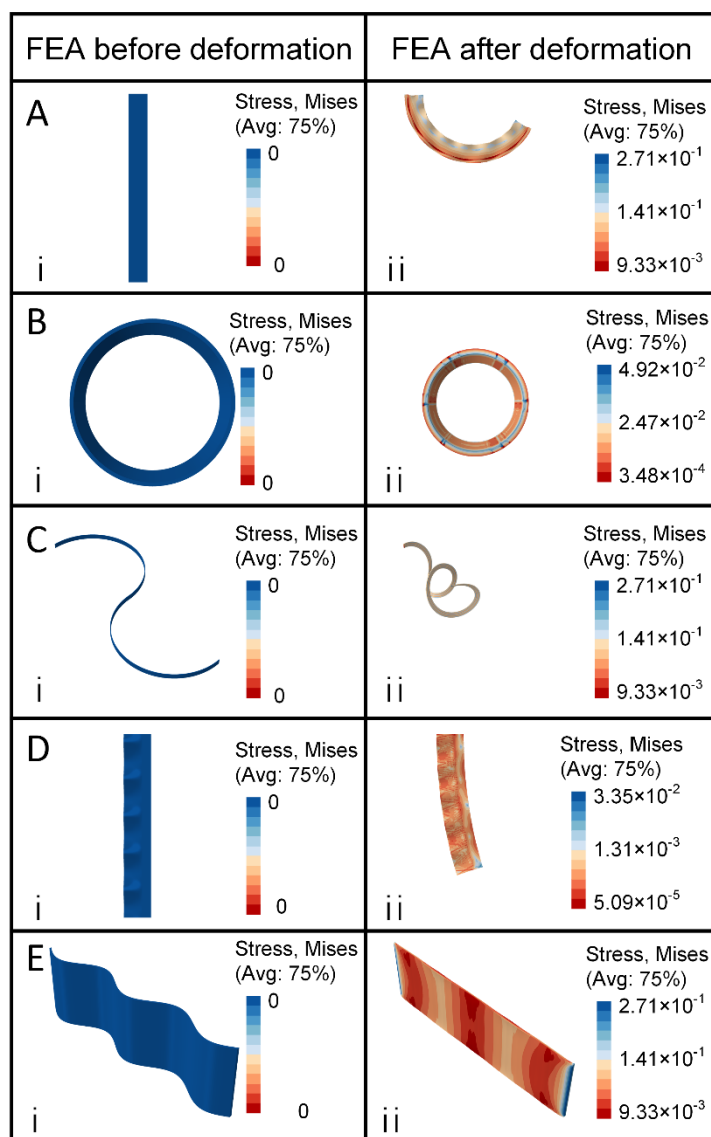 FEA before deformation
FEA after deformation
A
Stress, Mises
(Avg: 75%)
0
0
i
Stress, Mises
(Avg: 75%)
2.71×10⁻¹
1.41×10⁻¹
9.33×10⁻³
ii
B
Stress, Mises
(Avg: 75%)
0
0
i
Stress, Mises
(Avg: 75%)
4.92×10⁻²
2.47×10⁻²
3.48×10⁻⁴
ii
C
Stress, Mises
(Avg: 75%)
0
0
i
Stress, Mises
(Avg: 75%)
2.71×10⁻¹
1.41×10⁻¹
9.33×10⁻³
ii
D
Stress, Mises
(Avg: 75%)
0
0
i
Stress, Mises
(Avg: 75%)
3.35×10⁻²
1.31×10⁻³
5.09×10⁻⁵
ii
E
Stress, Mises
(Avg: 75%)
0
0
i
Stress, Mises
(Avg: 75%)
2.71×10⁻¹
1.41×10⁻¹
9.33×10⁻³
ii